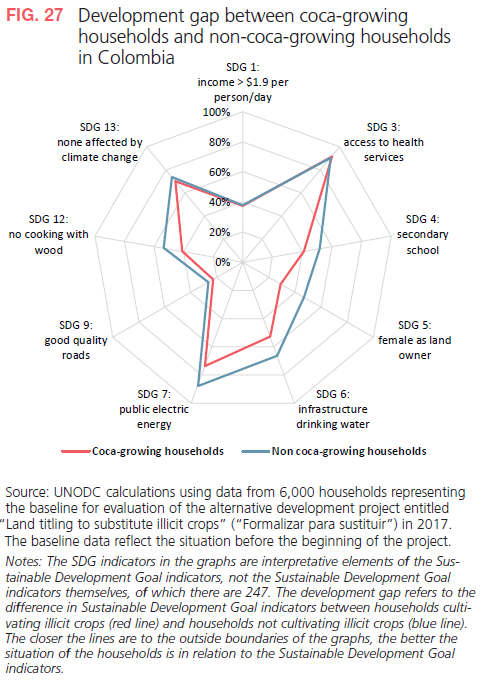 FIG. 27 Development gap between coca-growing
households and non-coca-growing households
in Colombia
SDG 1:
income > $1.9 per
person/day
100%
80%
60%
40%
20%
0%
SDG 3:
access to health
services
SDG 4:
secondary
school
SDG 5:
female as land
owner
SDG 6:
infrastructure
drinking water
SDG 7:
public electric
energy
SDG 9:
good quality
roads
SDG 12:
no cooking with
wood
SDG 13:
none affected by
climate change
Coca-growing households
Non coca-growing households
Source: UNODC calculations using data from 6,000 households representing
the baseline for evaluation of the alternative development project entitled
“Land titling to substitute illicit crops” (“Formalizar para sustituir”) in 2017.
The baseline data reflect the situation before the beginning of the project.
Notes: The SDG indicators in the graphs are interpretative elements of the Sus-
tainable Development Goal indicators, not the Sustainable Development Goal
indicators themselves, of which there are 247. The development gap refers to the
difference in Sustainable Development Goal indicators between households culti-
vating illicit crops (red line) and households not cultivating illicit crops (blue line).
The closer the lines are to the outside boundaries of the graphs, the better the
situation of the households is in relation to the Sustainable Development Goal
indicators.